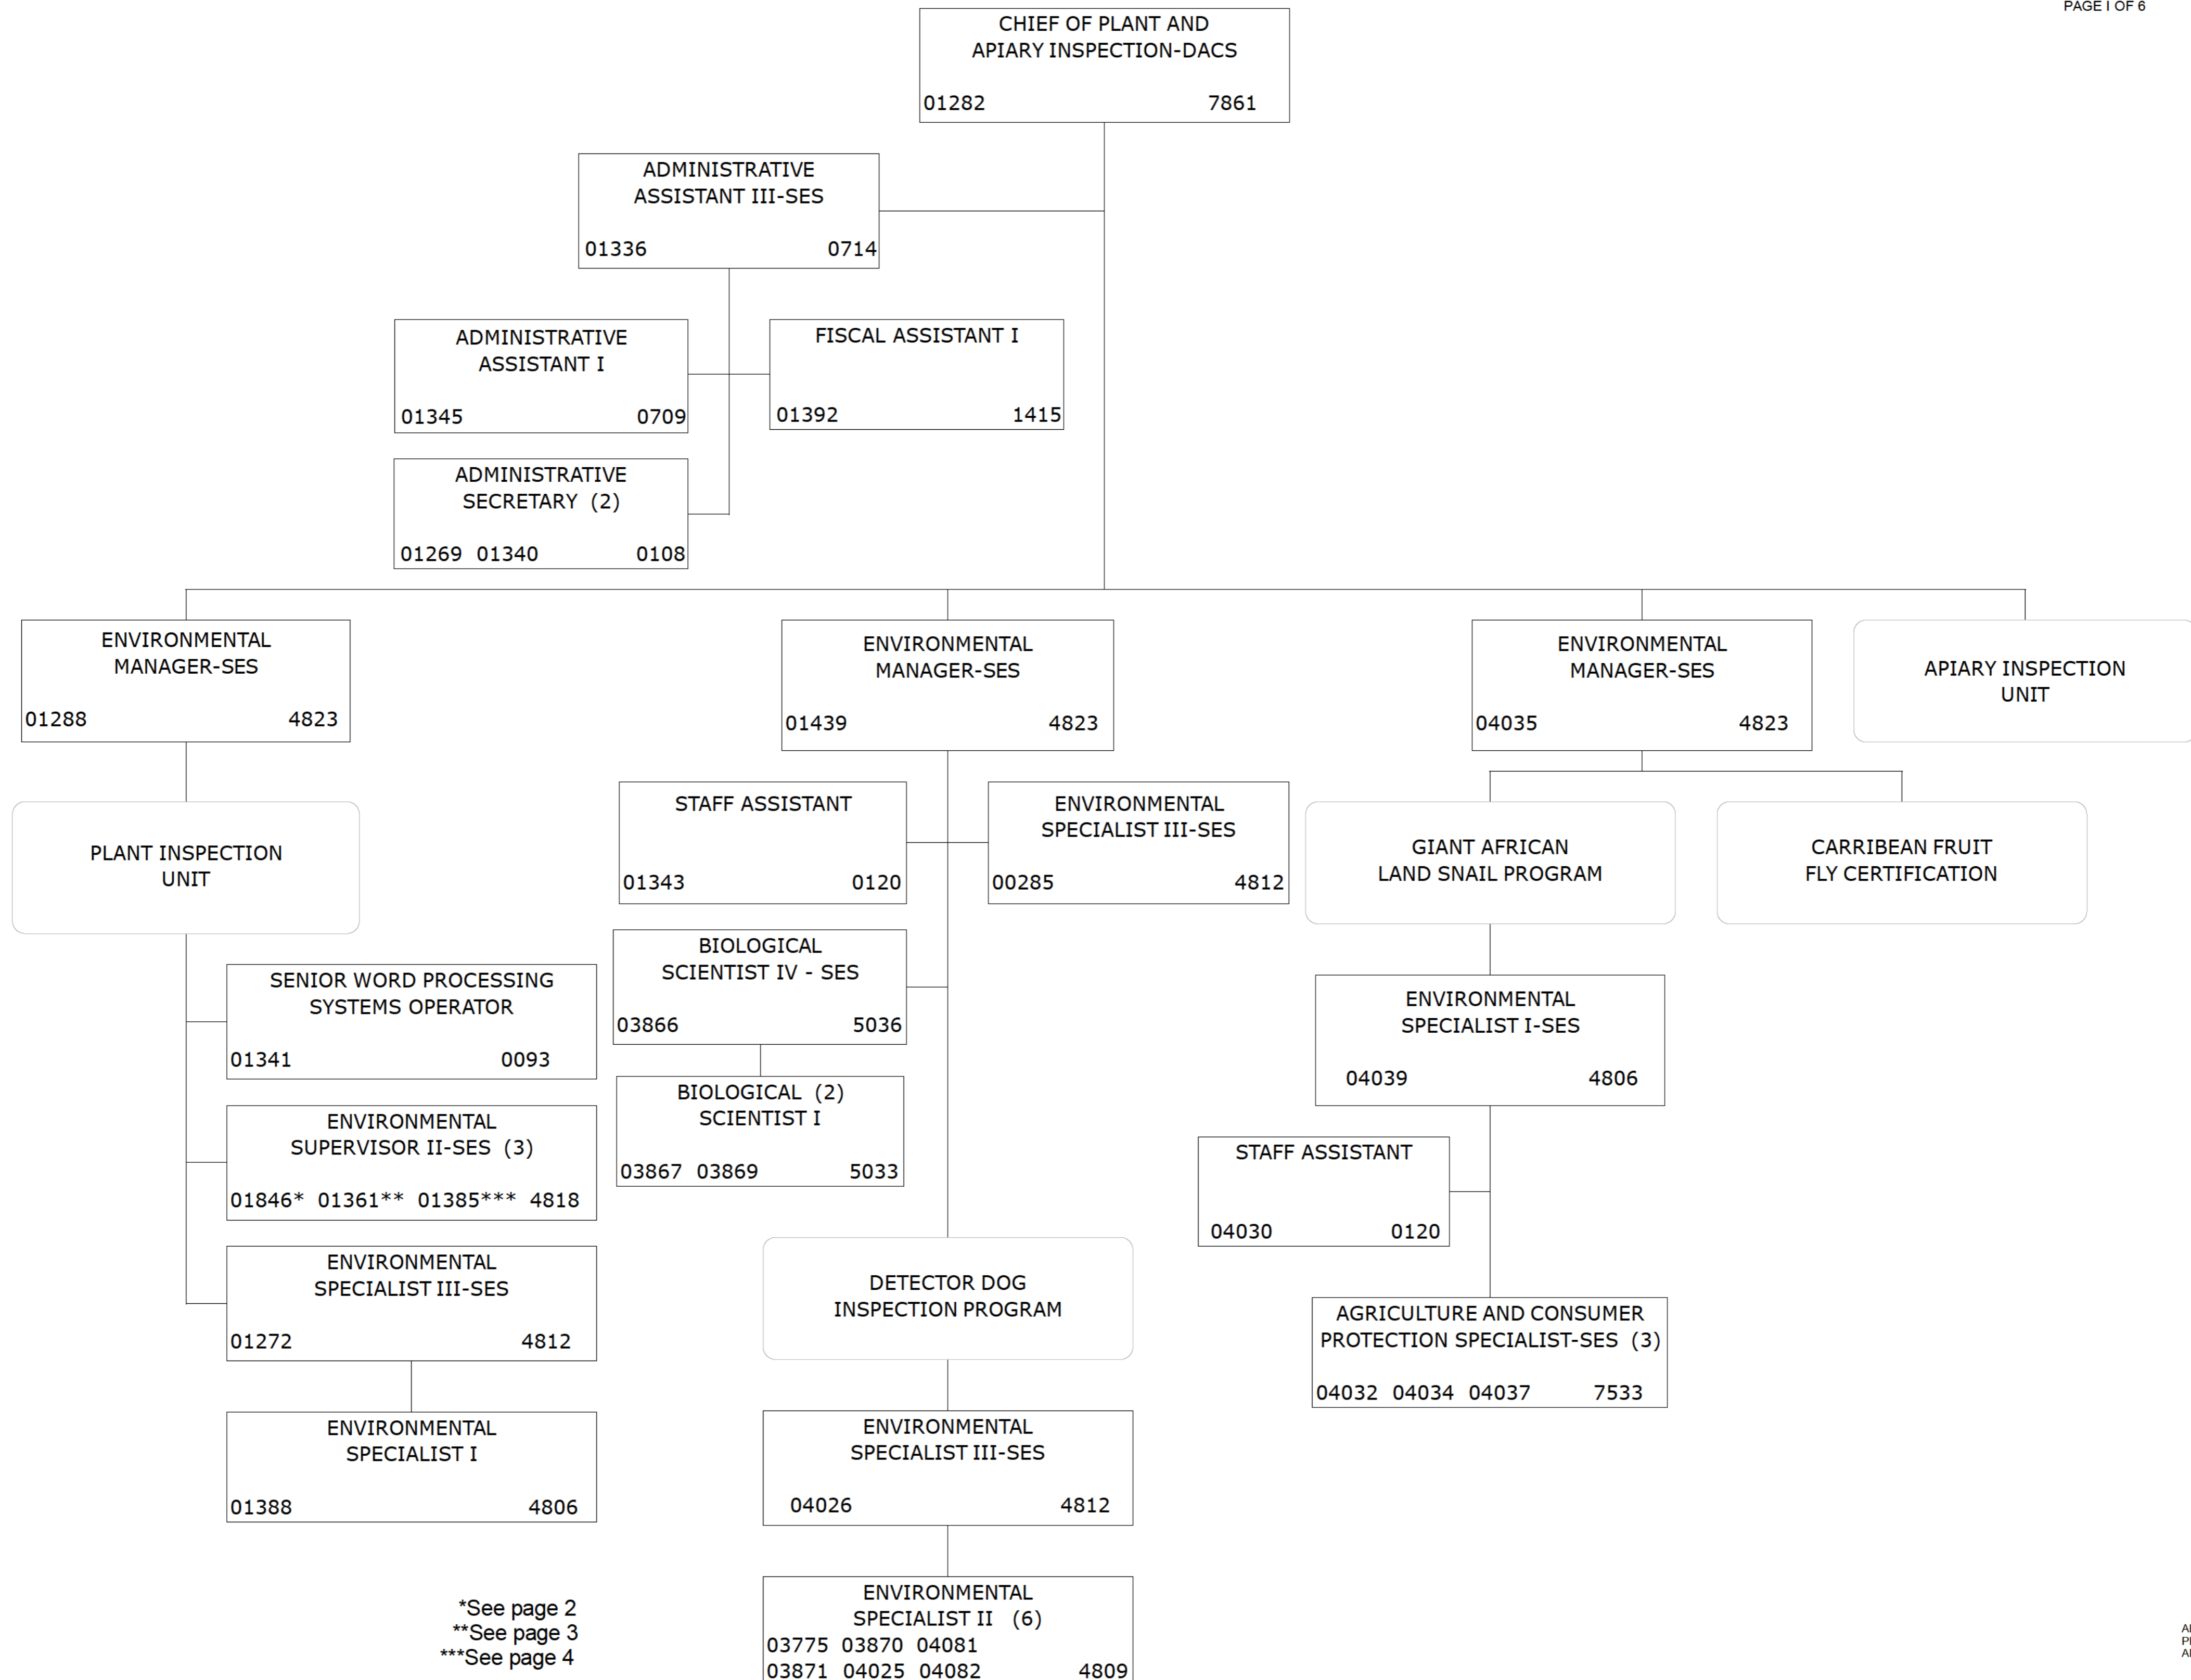 PAGE I OF 6
CHIEF OF PLANT AND
APIARY INSPECTION-DACS
01282 7861
ADMINISTRATIVE
ASSISTANT III-SES
01336 0714
ADMINISTRATIVE
ASSISTANT I
01345 0709
FISCAL ASSISTANT I
01392 1415
ADMINISTRATIVE
SECRETARY (2)
01269 01340 0108
ENVIRONMENTAL
MANAGER-SES
01288 4823
ENVIRONMENTAL
MANAGER-SES
01439 4823
ENVIRONMENTAL
MANAGER-SES
04035 4823
APIARY INSPECTION
UNIT
PLANT INSPECTION
UNIT
STAFF ASSISTANT
01343 0120
ENVIRONMENTAL
SPECIALIST III-SES
00285 4812
GIANT AFRICAN
LAND SNAIL PROGRAM
CARRIBEAN FRUIT
FLY CERTIFICATION
SENIOR WORD PROCESSING
SYSTEMS OPERATOR
01341 0093
BIOLOGICAL
SCIENTIST IV - SES
03866 5036
ENVIRONMENTAL
SPECIALIST I-SES
04039 4806
ENVIRONMENTAL
SUPERVISOR II-SES (3)
01846* 01361** 01385*** 4818
BIOLOGICAL (2)
SCIENTIST I
03867 03869 5033
STAFF ASSISTANT
04030 0120
ENVIRONMENTAL
SPECIALIST III-SES
01272 4812
DETECTOR DOG
INSPECTION PROGRAM
AGRICULTURE AND CONSUMER
PROTECTION SPECIALIST-SES (3)
04032 04034 04037 7533
ENVIRONMENTAL
SPECIALIST I
01388 4806
ENVIRONMENTAL
SPECIALIST III-SES
04026 4812
ENVIRONMENTAL
SPECIALIST II (6)
03775 03870 04081
03871 04025 04082 4809
*See page 2
**See page 3
***See page 4